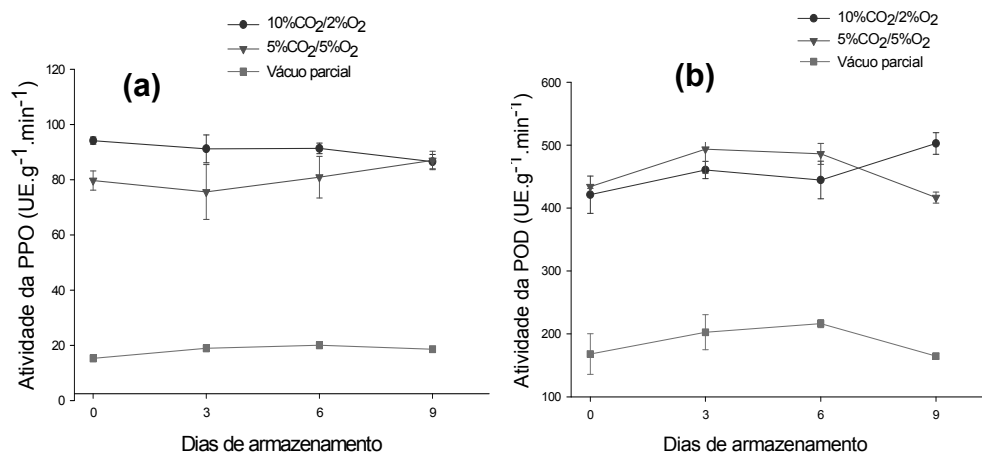 10%CO₂/2%O₂
5%CO₂/5%O₂
Vácuo parcial
(a)
Atividade da PPO (UE.g⁻¹.min⁻¹)
120
100
80
60
40
20
0
0 3 6 9
Dias de armazenamento
10%CO₂/2%O₂
5%CO₂/5%O₂
Vácuo parcial
(b)
Atividade da POD (UE.g⁻¹.min⁻¹)
600
500
400
300
200
100
0 3 6 9
Dias de armazenamento